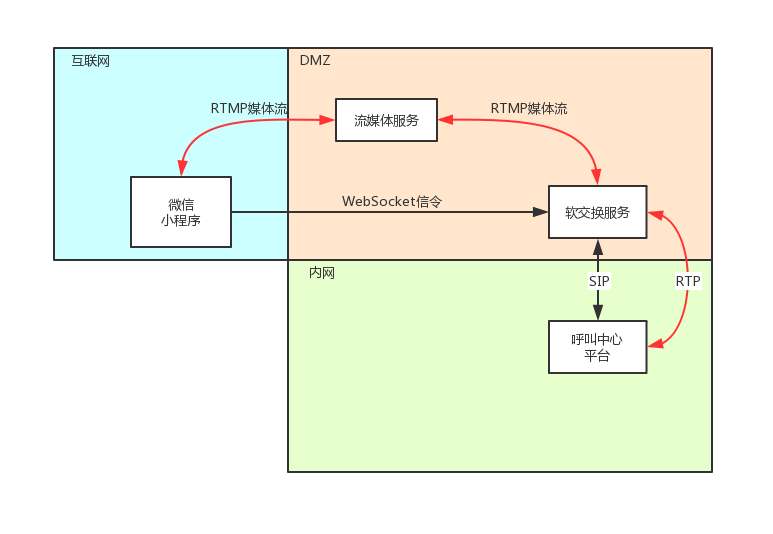 互联网
DMZ
RTMP媒体流
RTMP媒体流
流媒体服务
微信
小程序
WebSocket信令
软交换服务
内网
SIP
RTP
呼叫中心
平台